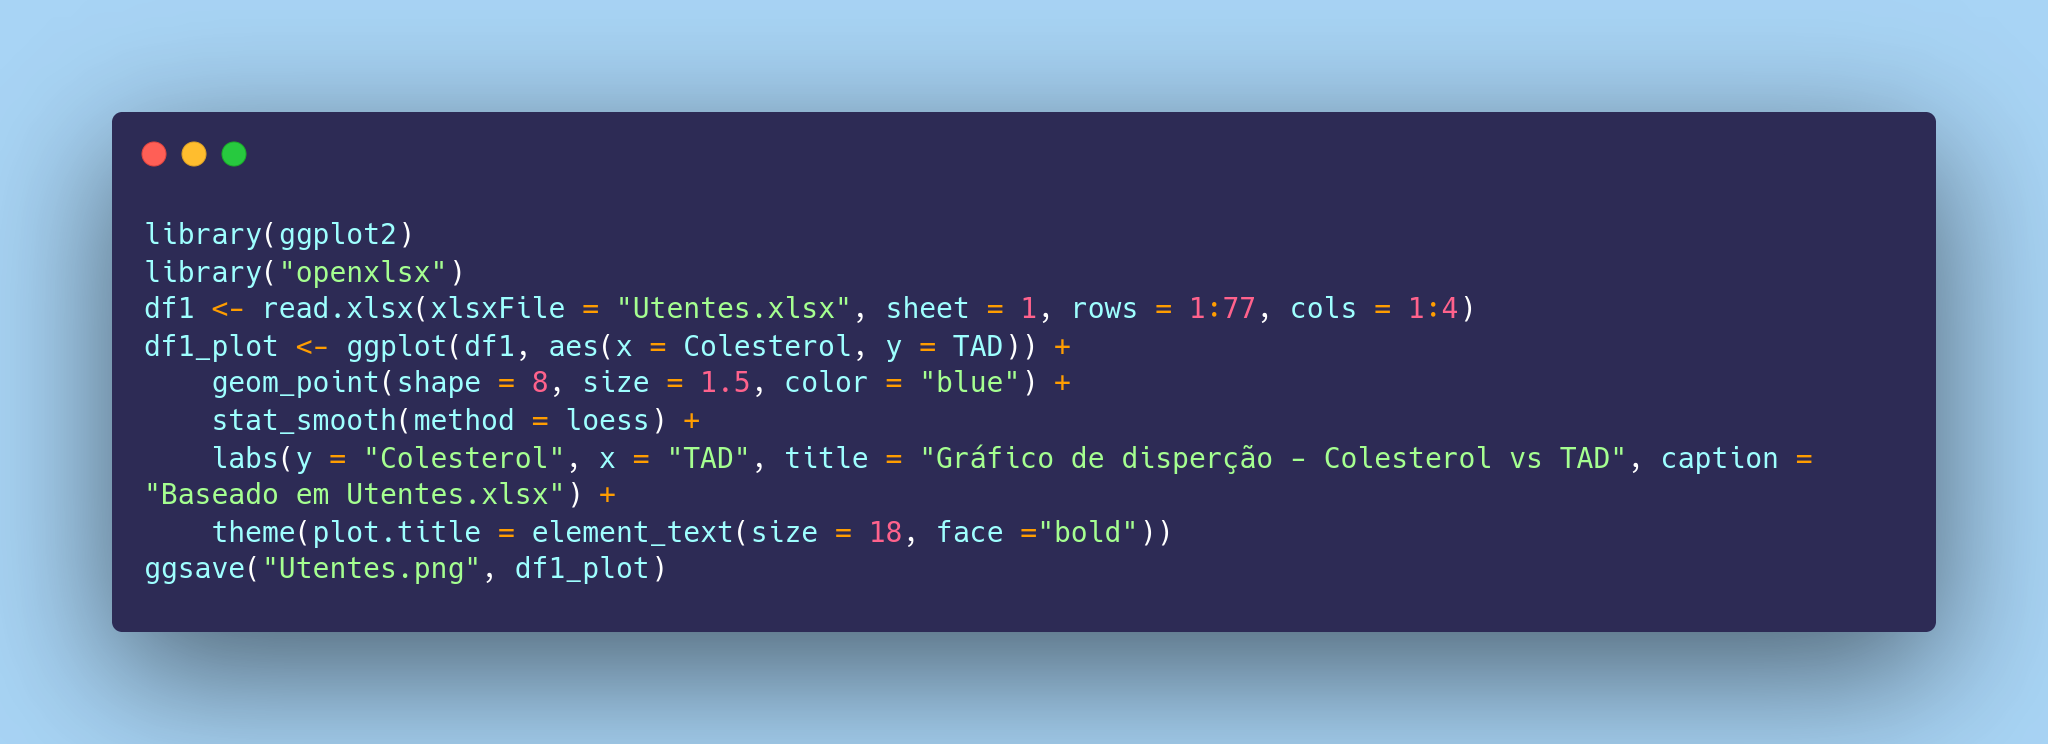 library(ggplot2)
library("openxlsx")
df1 <- read.xlsx(xlsxFile = "Utentes.xlsx", sheet = 1, rows = 1:77, cols = 1:4)
df1_plot <- ggplot(df1, aes(x = Colesterol, y = TAD)) +
    geom_point(shape = 8, size = 1.5, color = "blue") +
    stat_smooth(method = loess) +
    labs(y = "Colesterol", x = "TAD", title = "Gráfico de disperção - Colesterol vs TAD", caption =
"Baseado em Utentes.xlsx") +
    theme(plot.title = element_text(size = 18, face ="bold"))
ggsave("Utentes.png", df1_plot)